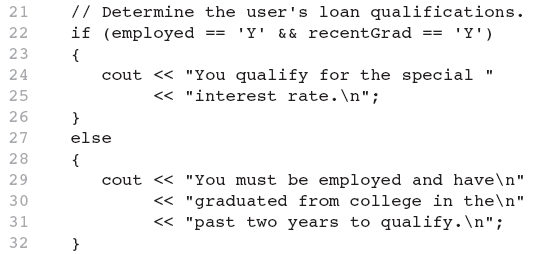 21    // Determine the user's loan qualifications.
22    if (employed == 'Y' && recentGrad == 'Y')
23    {
24       cout << "You qualify for the special "
25            << "interest rate.\n";
26    }
27    else
28    {
29       cout << "You must be employed and have\n"
30            << "graduated from college in the\n"
31            << "past two years to qualify.\n";
32    }